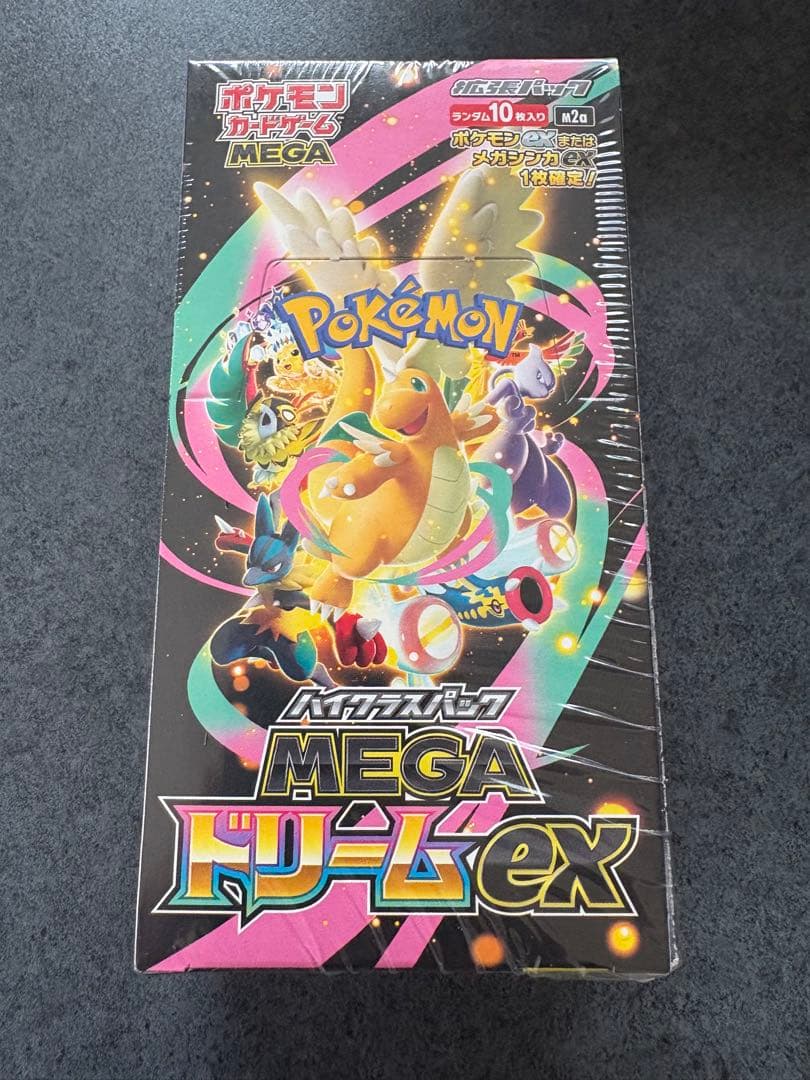 ポケモン
カードゲーム
MEGA
拡張パック
ランダム10枚入り M2a
ポケモンexまたは
メガシンカex
1枚確定!
POKéMON
TM
ハイクラスパック
MEGA
ドリームex